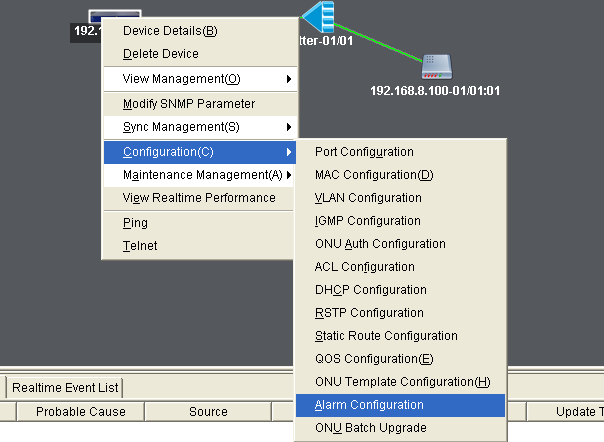 192.
tter-01/01
192.168.8.100-01/01:01
Device Details(B)
Delete Device
View Management(O)
Modify SNMP Parameter
Sync Management(S)
Configuration(C)
Maintenance Management(A)
View Realtime Performance
Ping
Telnet
Port Configuration
MAC Configuration(D)
VLAN Configuration
IGMP Configuration
ONU Auth Configuration
ACL Configuration
DHCP Configuration
RSTP Configuration
Static Route Configuration
QOS Configuration(E)
ONU Template Configuration(H)
Alarm Configuration
ONU Batch Upgrade
Realtime Event List
Probable Cause Source Update T